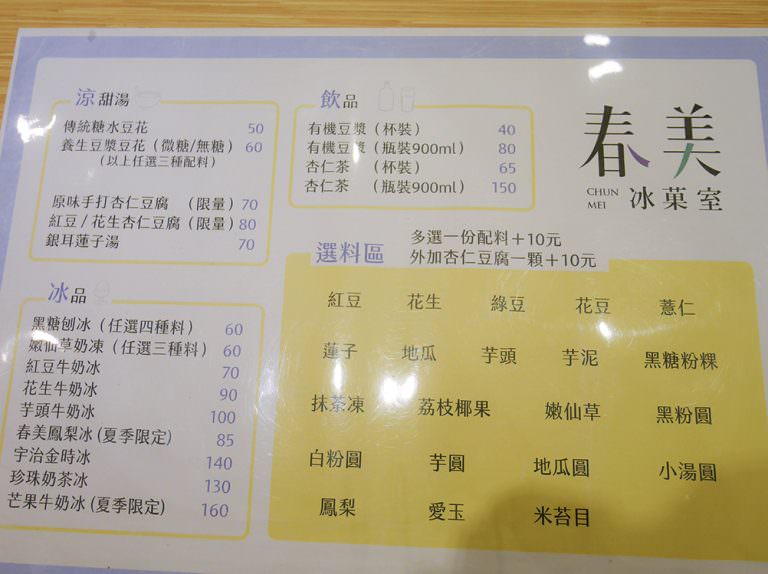 涼甜湯
傳統糖水豆花 50
養生豆漿豆花（微糖/無糖） 60
（以上任選三種配料）
原味手打杏仁豆腐 （限量） 70
紅豆/花生杏仁豆腐（限量） 80
銀耳蓮子湯 70
冰品
黑糖刨冰（任選四種料） 60
嫩仙草奶凍（任選三種料） 60
紅豆牛奶冰 70
花生牛奶冰 90
芋頭牛奶冰 100
春美鳳梨冰(夏季限定) 85
宇治金時冰 140
珍珠奶茶冰 130
芒果牛奶冰(夏季限定) 160
飲品
有機豆漿（杯裝） 40
有機豆漿（瓶裝900ml） 80
杏仁茶 （杯裝） 65
杏仁茶 （瓶裝900ml） 150
春美
CHUN MEI 冰菓室
選料區
多選一份配料＋10元
外加杏仁豆腐一顆＋10元
紅豆 花生 綠豆 花豆 薏仁
蓮子 地瓜 芋頭 芋泥 黑糖粉粿
抹茶凍 荔枝椰果 嫩仙草 黑粉圓
白粉圓 芋圓 地瓜圓 小湯圓
鳳梨 愛玉 米苔目